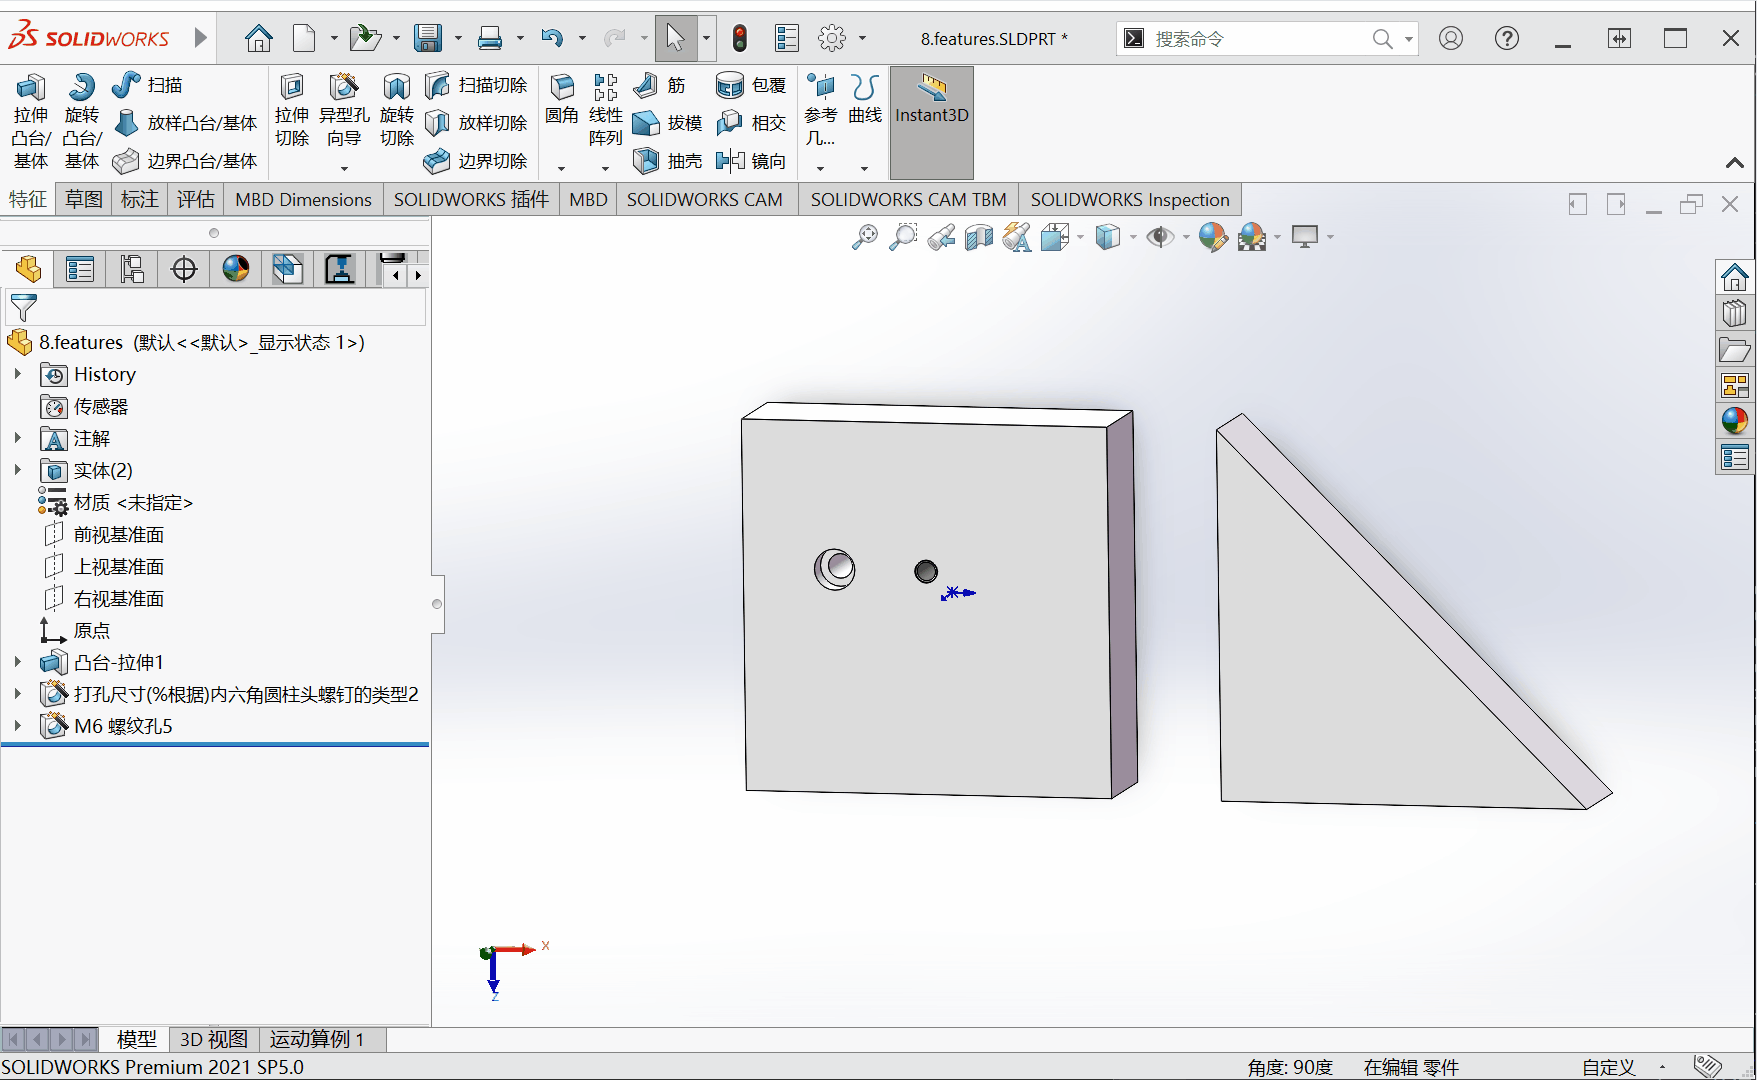 SOLIDWORKS
8.features.SLDPRT *
搜索命令
拉伸凸台/基体
旋转凸台/基体
扫描
放样凸台/基体
边界凸台/基体
拉伸切除
异型孔向导
旋转切除
扫描切除
放样切除
边界切除
圆角
线性阵列
筋
拔模
抽壳
包覆
相交
镜向
参考几...
曲线
Instant3D
特征
草图
标注
评估
MBD Dimensions
SOLIDWORKS 插件
MBD
SOLIDWORKS CAM
SOLIDWORKS CAM TBM
SOLIDWORKS Inspection
8.features (默认<<默认>_显示状态 1>)
History
传感器
注解
实体(2)
材质 <未指定>
前视基准面
上视基准面
右视基准面
原点
凸台-拉伸1
打孔尺寸(%根据)内六角圆柱头螺钉的类型2
M6 螺纹孔5
X
Z
模型
3D 视图
运动算例 1
SOLIDWORKS Premium 2021 SP5.0
角度: 90度
在编辑 零件
自定义